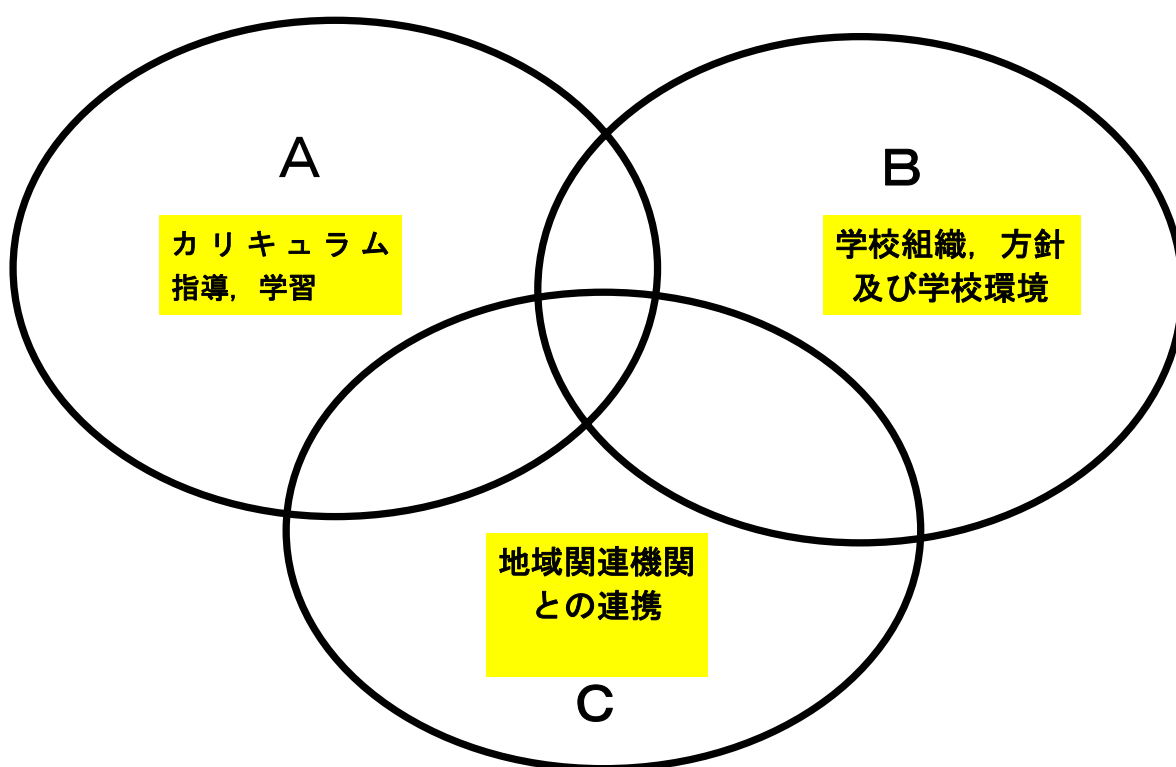 A
カリキュラム
指導，学習
B
学校組織，方針
及び学校環境
地域関連機関
との連携
C